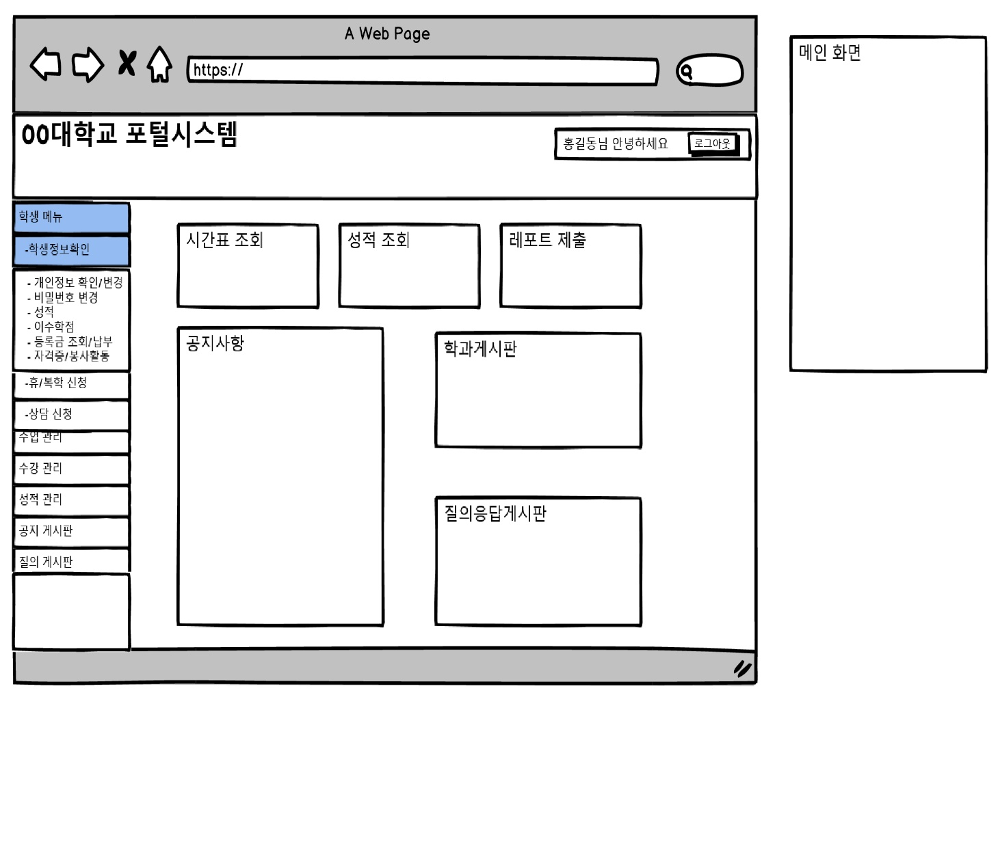 A Web Page
https://
00대학교 포털시스템
홍길동님 안녕하세요
로그아웃
학생 메뉴
-학생정보확인
- 개인정보 확인/변경
- 비밀번호 변경
- 성적
- 이수학점
- 등록금 조회/납부
- 자격증/봉사활동
-휴/복학 신청
-상담 신청
수업 관리
수강 관리
성적 관리
공지 게시판
질의 게시판
시간표 조회
성적 조회
레포트 제출
공지사항
학과게시판
질의응답게시판
메인 화면